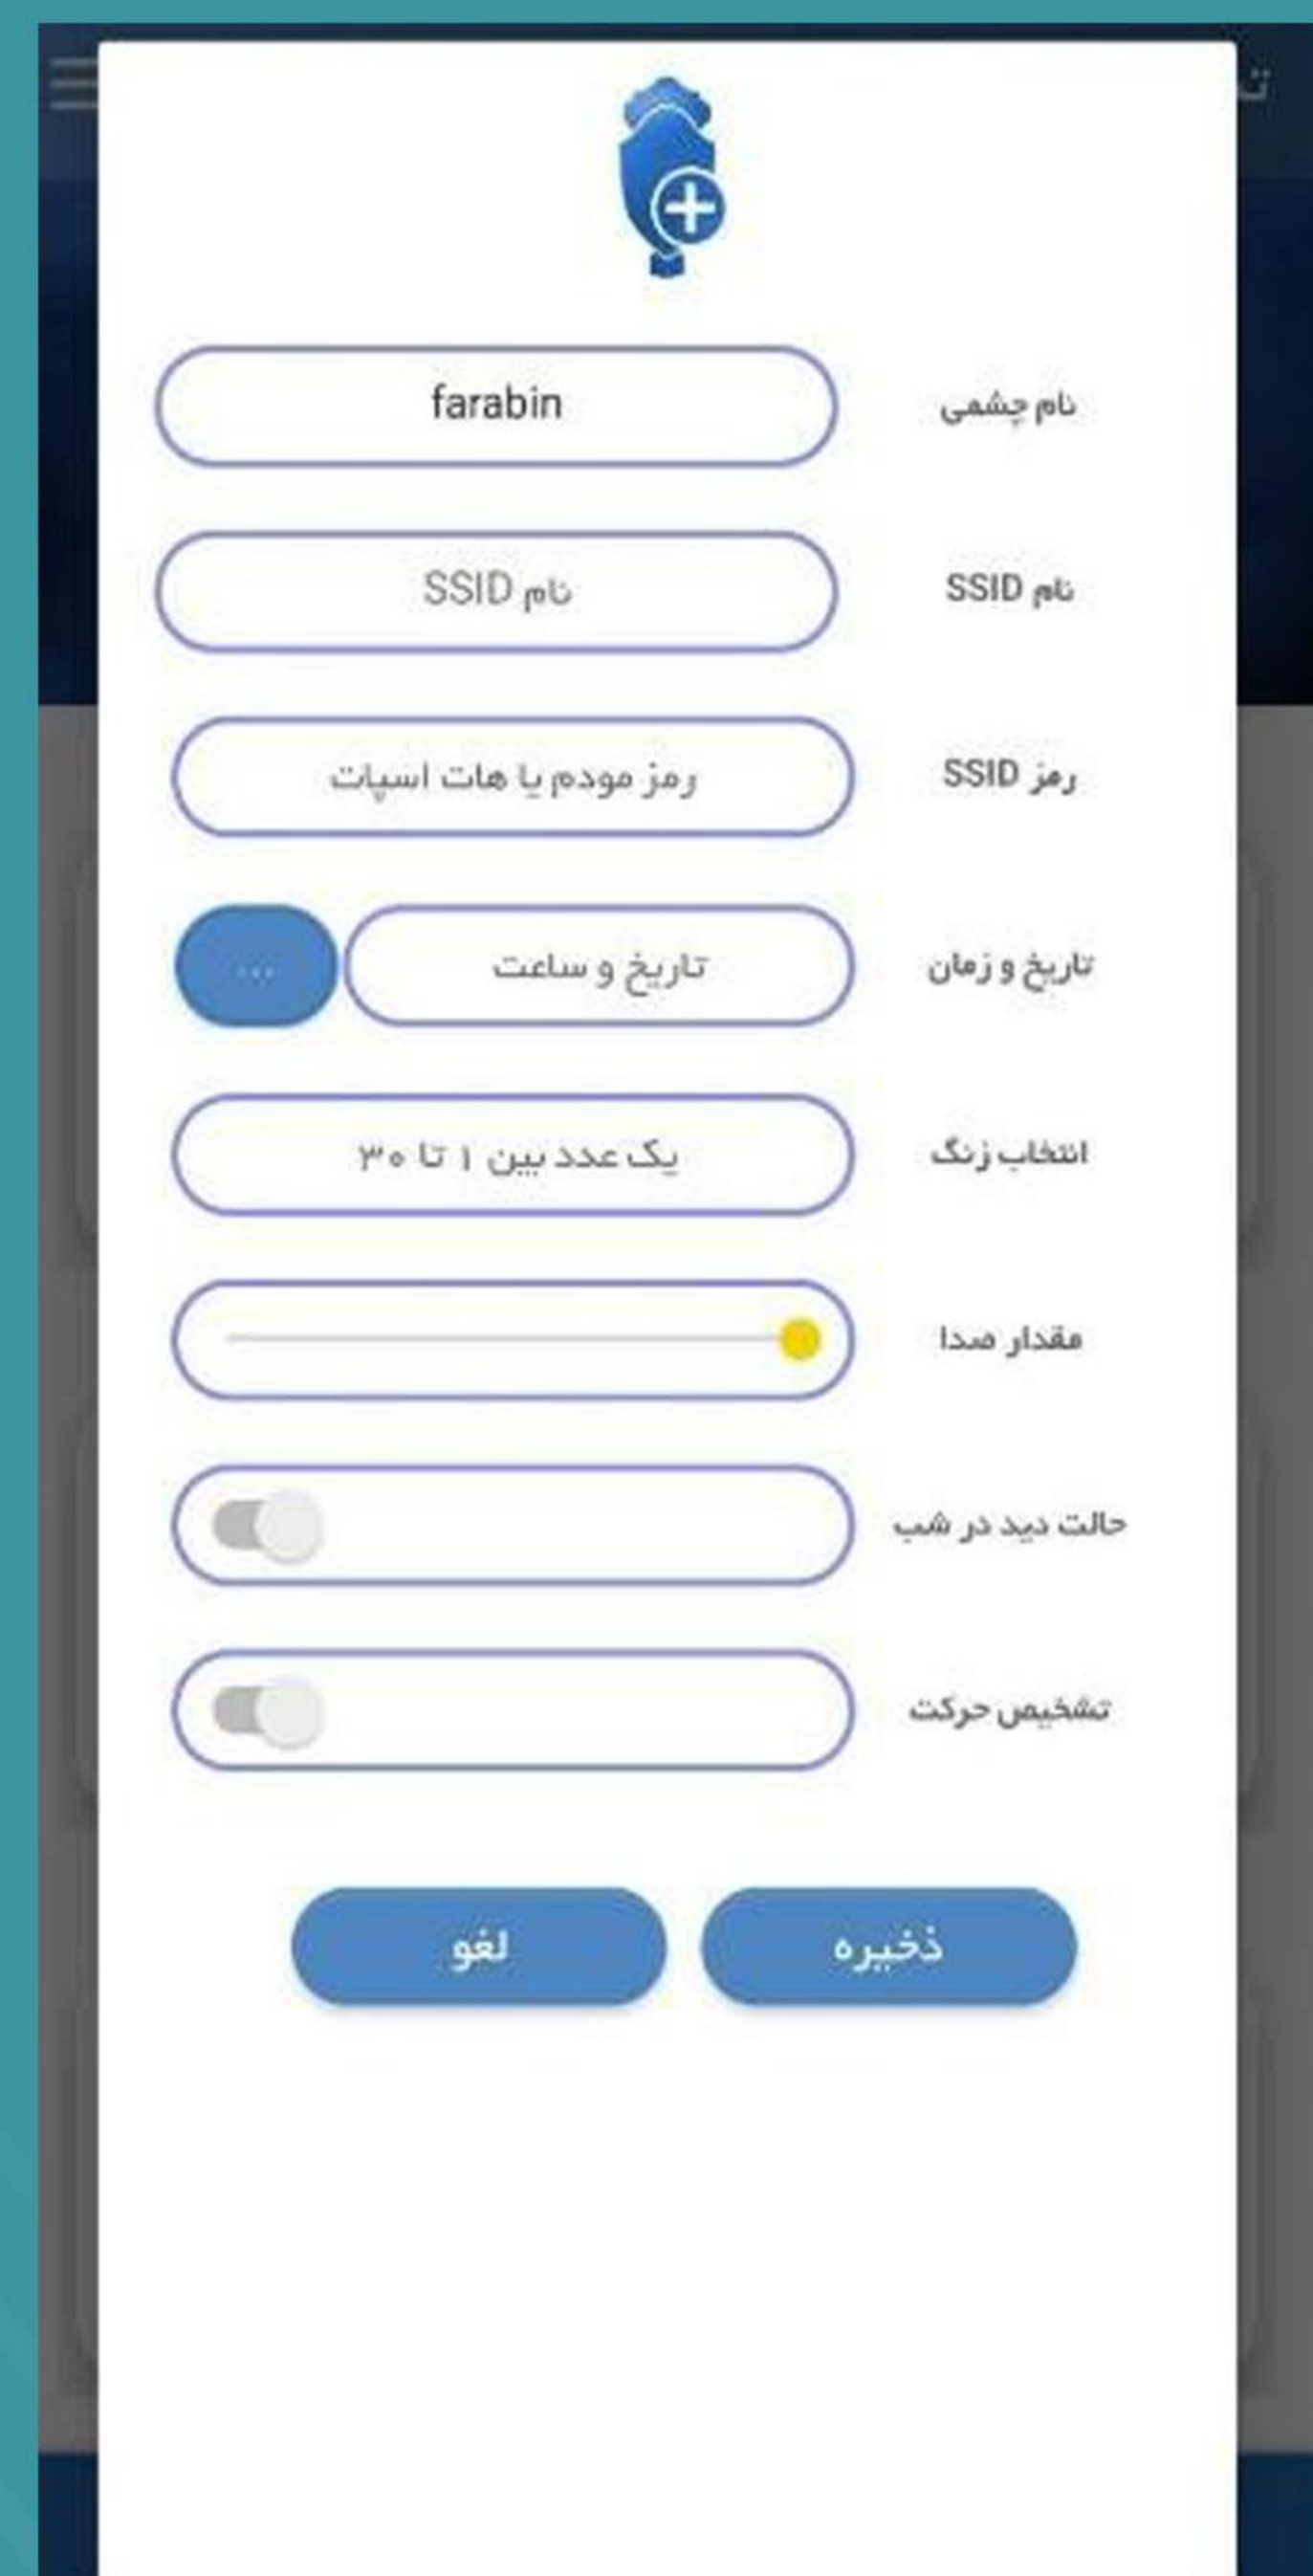 نام چشمی
farabin
نام SSID
نام SSID
رمز SSID
رمز مودم یا هات اسپات
تاریخ و زمان
تاریخ و ساعت
...
انتخاب زنگ
یک عدد بین ۱ تا ۳۰
مقدار صدا
حالت دید در شب
تشخیص حرکت
ذخیره
لغو